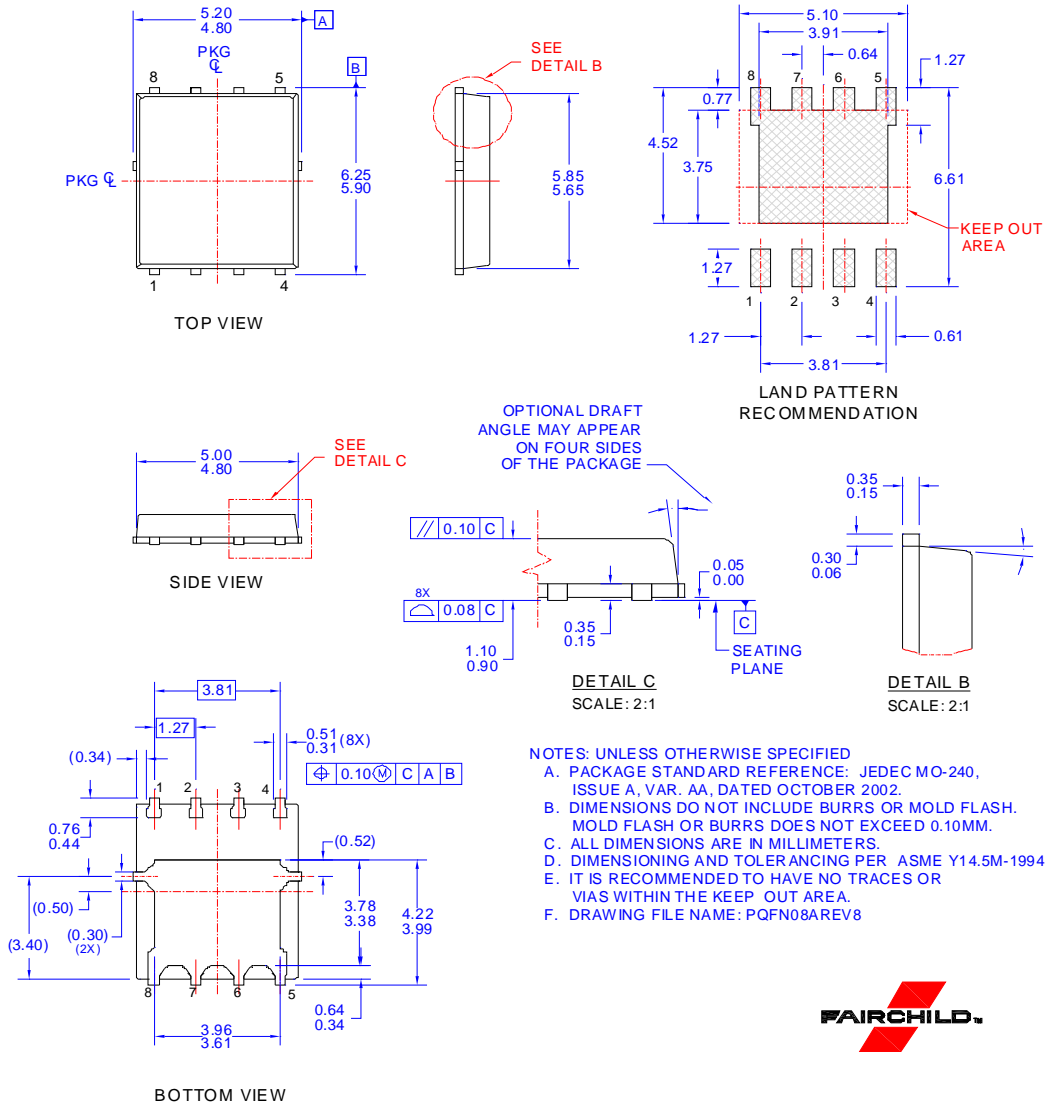 5.20
4.80
A
PKG
CL
B
8
5
PKG CL
6.25
5.90
1
4
TOP VIEW
SEE
DETAIL B
5.85
5.65
5.10
3.91
0.64
1.27
8
7
6
5
0.77
4.52
3.75
6.61
KEEP OUT
AREA
1.27
1
2
3
4
1.27
0.61
3.81
LAND PATTERN
RECOMMENDATION
5.00
4.80
SEE
DETAIL C
SIDE VIEW
OPTIONAL DRAFT
ANGLE MAY APPEAR
ON FOUR SIDES
OF THE PACKAGE
// 0.10 C
8X
0.08 C
1.10
0.90
0.35
0.15
0.05
0.00
C
SEATING
PLANE
DETAIL C
SCALE: 2:1
0.35
0.15
0.30
0.06
DETAIL B
SCALE: 2:1
3.81
1.27
(0.34)
0.51
0.31 (8X)
⌖ 0.10 Ⓜ C A B
1
2
3
4
0.76
0.44
(0.52)
(0.50)
(0.30)
(2X)
(3.40)
3.78
3.38
4.22
3.99
8
7
6
5
0.64
0.34
3.96
3.61
BOTTOM VIEW
NOTES: UNLESS OTHERWISE SPECIFIED
A. PACKAGE STANDARD REFERENCE: JEDEC MO-240,
ISSUE A, VAR. AA, DATED OCTOBER 2002.
B. DIMENSIONS DO NOT INCLUDE BURRS OR MOLD FLASH.
MOLD FLASH OR BURRS DOES NOT EXCEED 0.10MM.
C. ALL DIMENSIONS ARE IN MILLIMETERS.
D. DIMENSIONING AND TOLERANCING PER ASME Y14.5M-1994
E. IT IS RECOMMENDED TO HAVE NO TRACES OR
VIAS WITHIN THE KEEP OUT AREA.
F. DRAWING FILE NAME: PQFN08AREV8
FAIRCHILD™